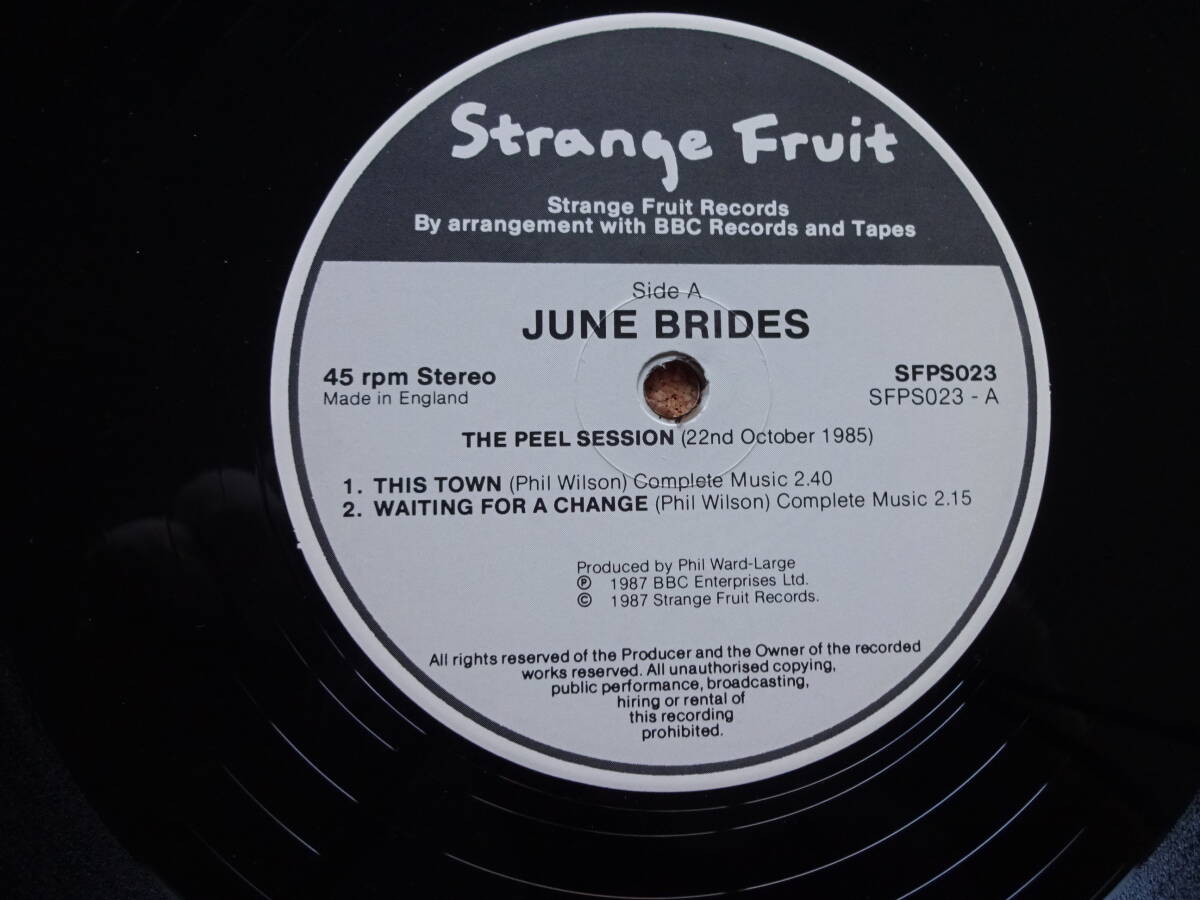 Strange Fruit
Strange Fruit Records
By arrangement with BBC Records and Tapes
Side A
JUNE BRIDES
45 rpm Stereo
Made in England
SFPS023
SFPS023 - A
THE PEEL SESSION (22nd October 1985)
1. THIS TOWN (Phil Wilson) Complete Music 2.40
2. WAITING FOR A CHANGE (Phil Wilson) Complete Music 2.15
Produced by Phil Ward-Large
℗ 1987 BBC Enterprises Ltd.
© 1987 Strange Fruit Records.
All rights reserved of the Producer and the Owner of the recorded
works reserved. All unauthorised copying,
public performance, broadcasting,
hiring or rental of
this recording
prohibited.